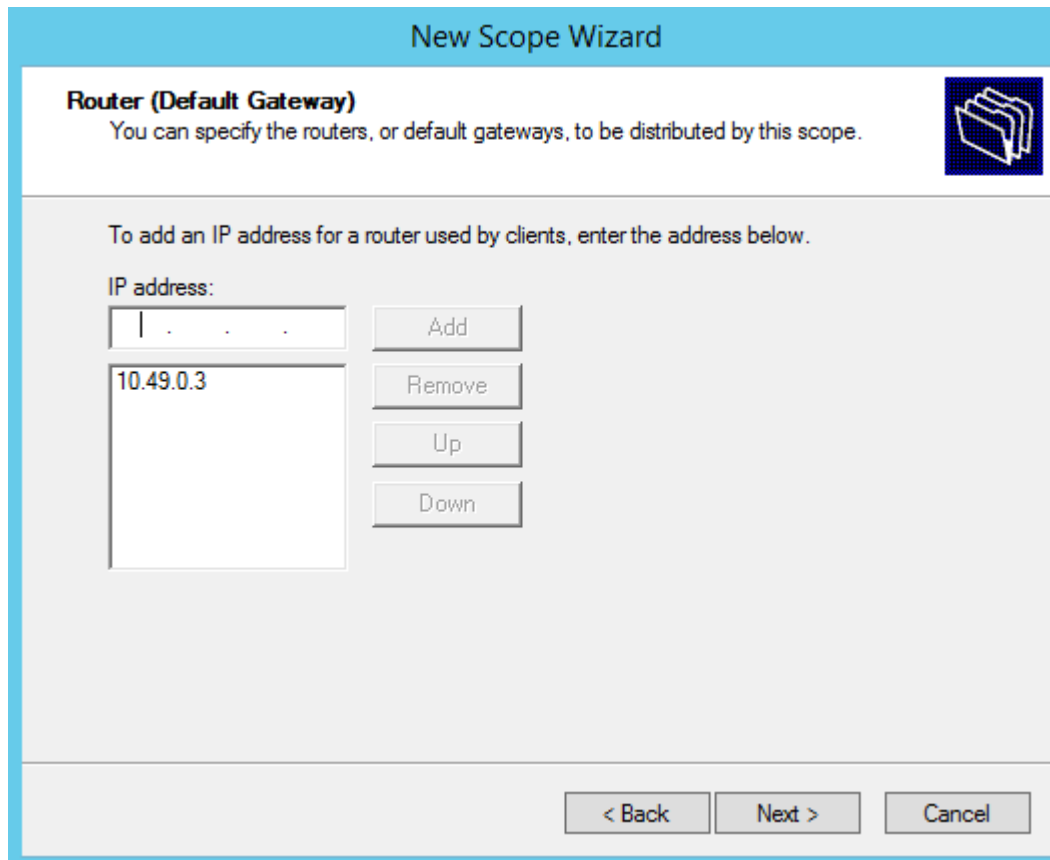 New Scope Wizard
Router (Default Gateway)
You can specify the routers, or default gateways, to be distributed by this scope.
To add an IP address for a router used by clients, enter the address below.
IP address:
. . .
Add
10.49.0.3
Remove
Up
Down
< Back
Next >
Cancel